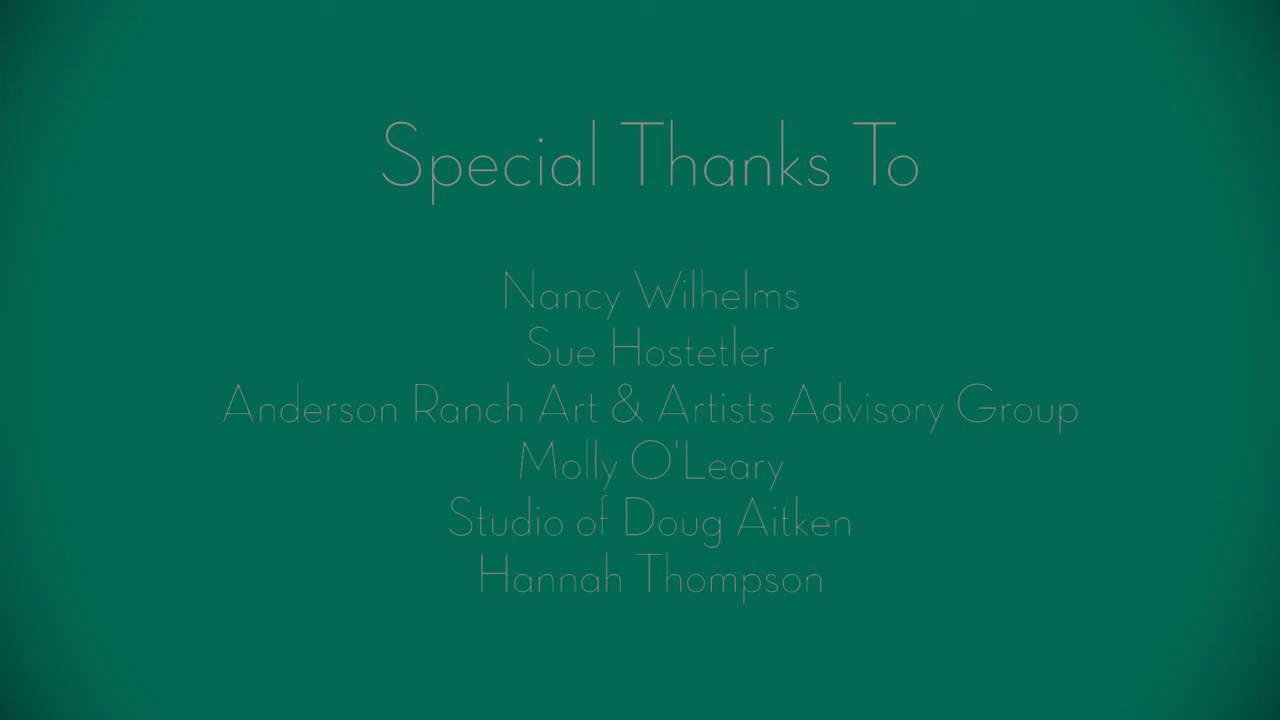 Special Thanks To
Nancy Wilhelms
Sue Hostetler
Anderson Ranch Art & Artists Advisory Group
Molly O'Leary
Studio of Doug Aitken
Hannah Thompson